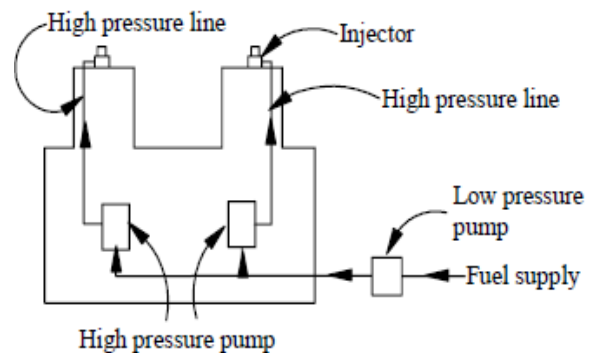 High pressure line
Injector
High pressure line
Low pressure
pump
Fuel supply
High pressure pump